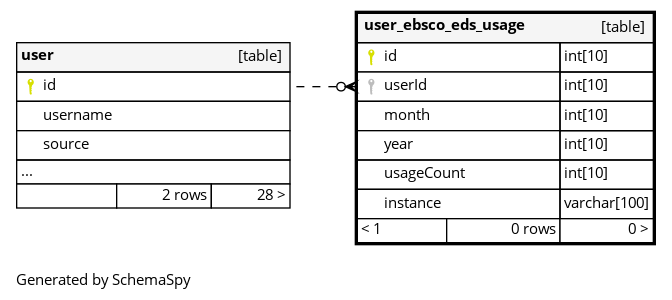 user [table]
id
username
source
...
2 rows 28 >
user_ebsco_eds_usage [table]
id int[10]
userId int[10]
month int[10]
year int[10]
usageCount int[10]
instance varchar[100]
< 1 0 rows 0 >
Generated by SchemaSpy